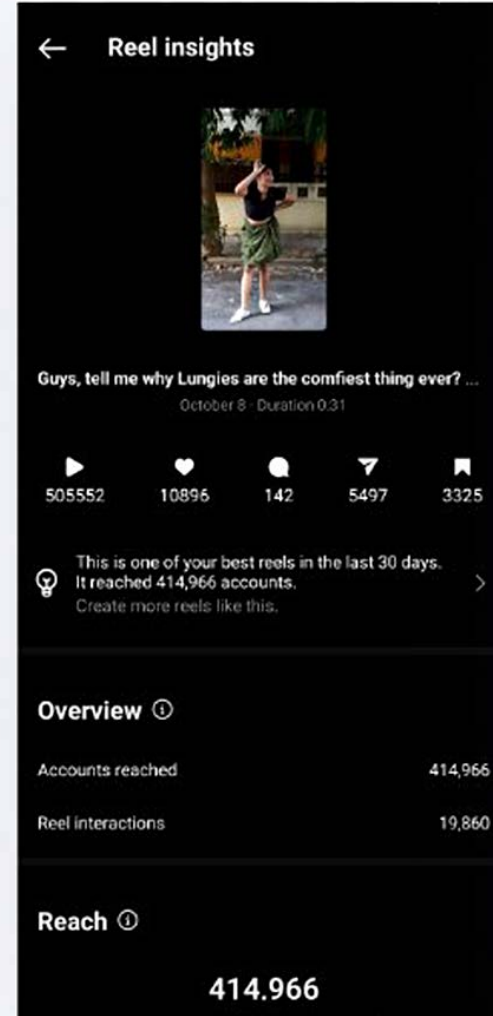 Reel insights
Guys, tell me why Lungies are the comfiest thing ever? ...
October 8 · Duration 0:31
505552 10896 142 5497 3325
This is one of your best reels in the last 30 days.
It reached 414,966 accounts.
Create more reels like this.
Overview
Accounts reached 414,966
Reel interactions 19,860
Reach
414.966